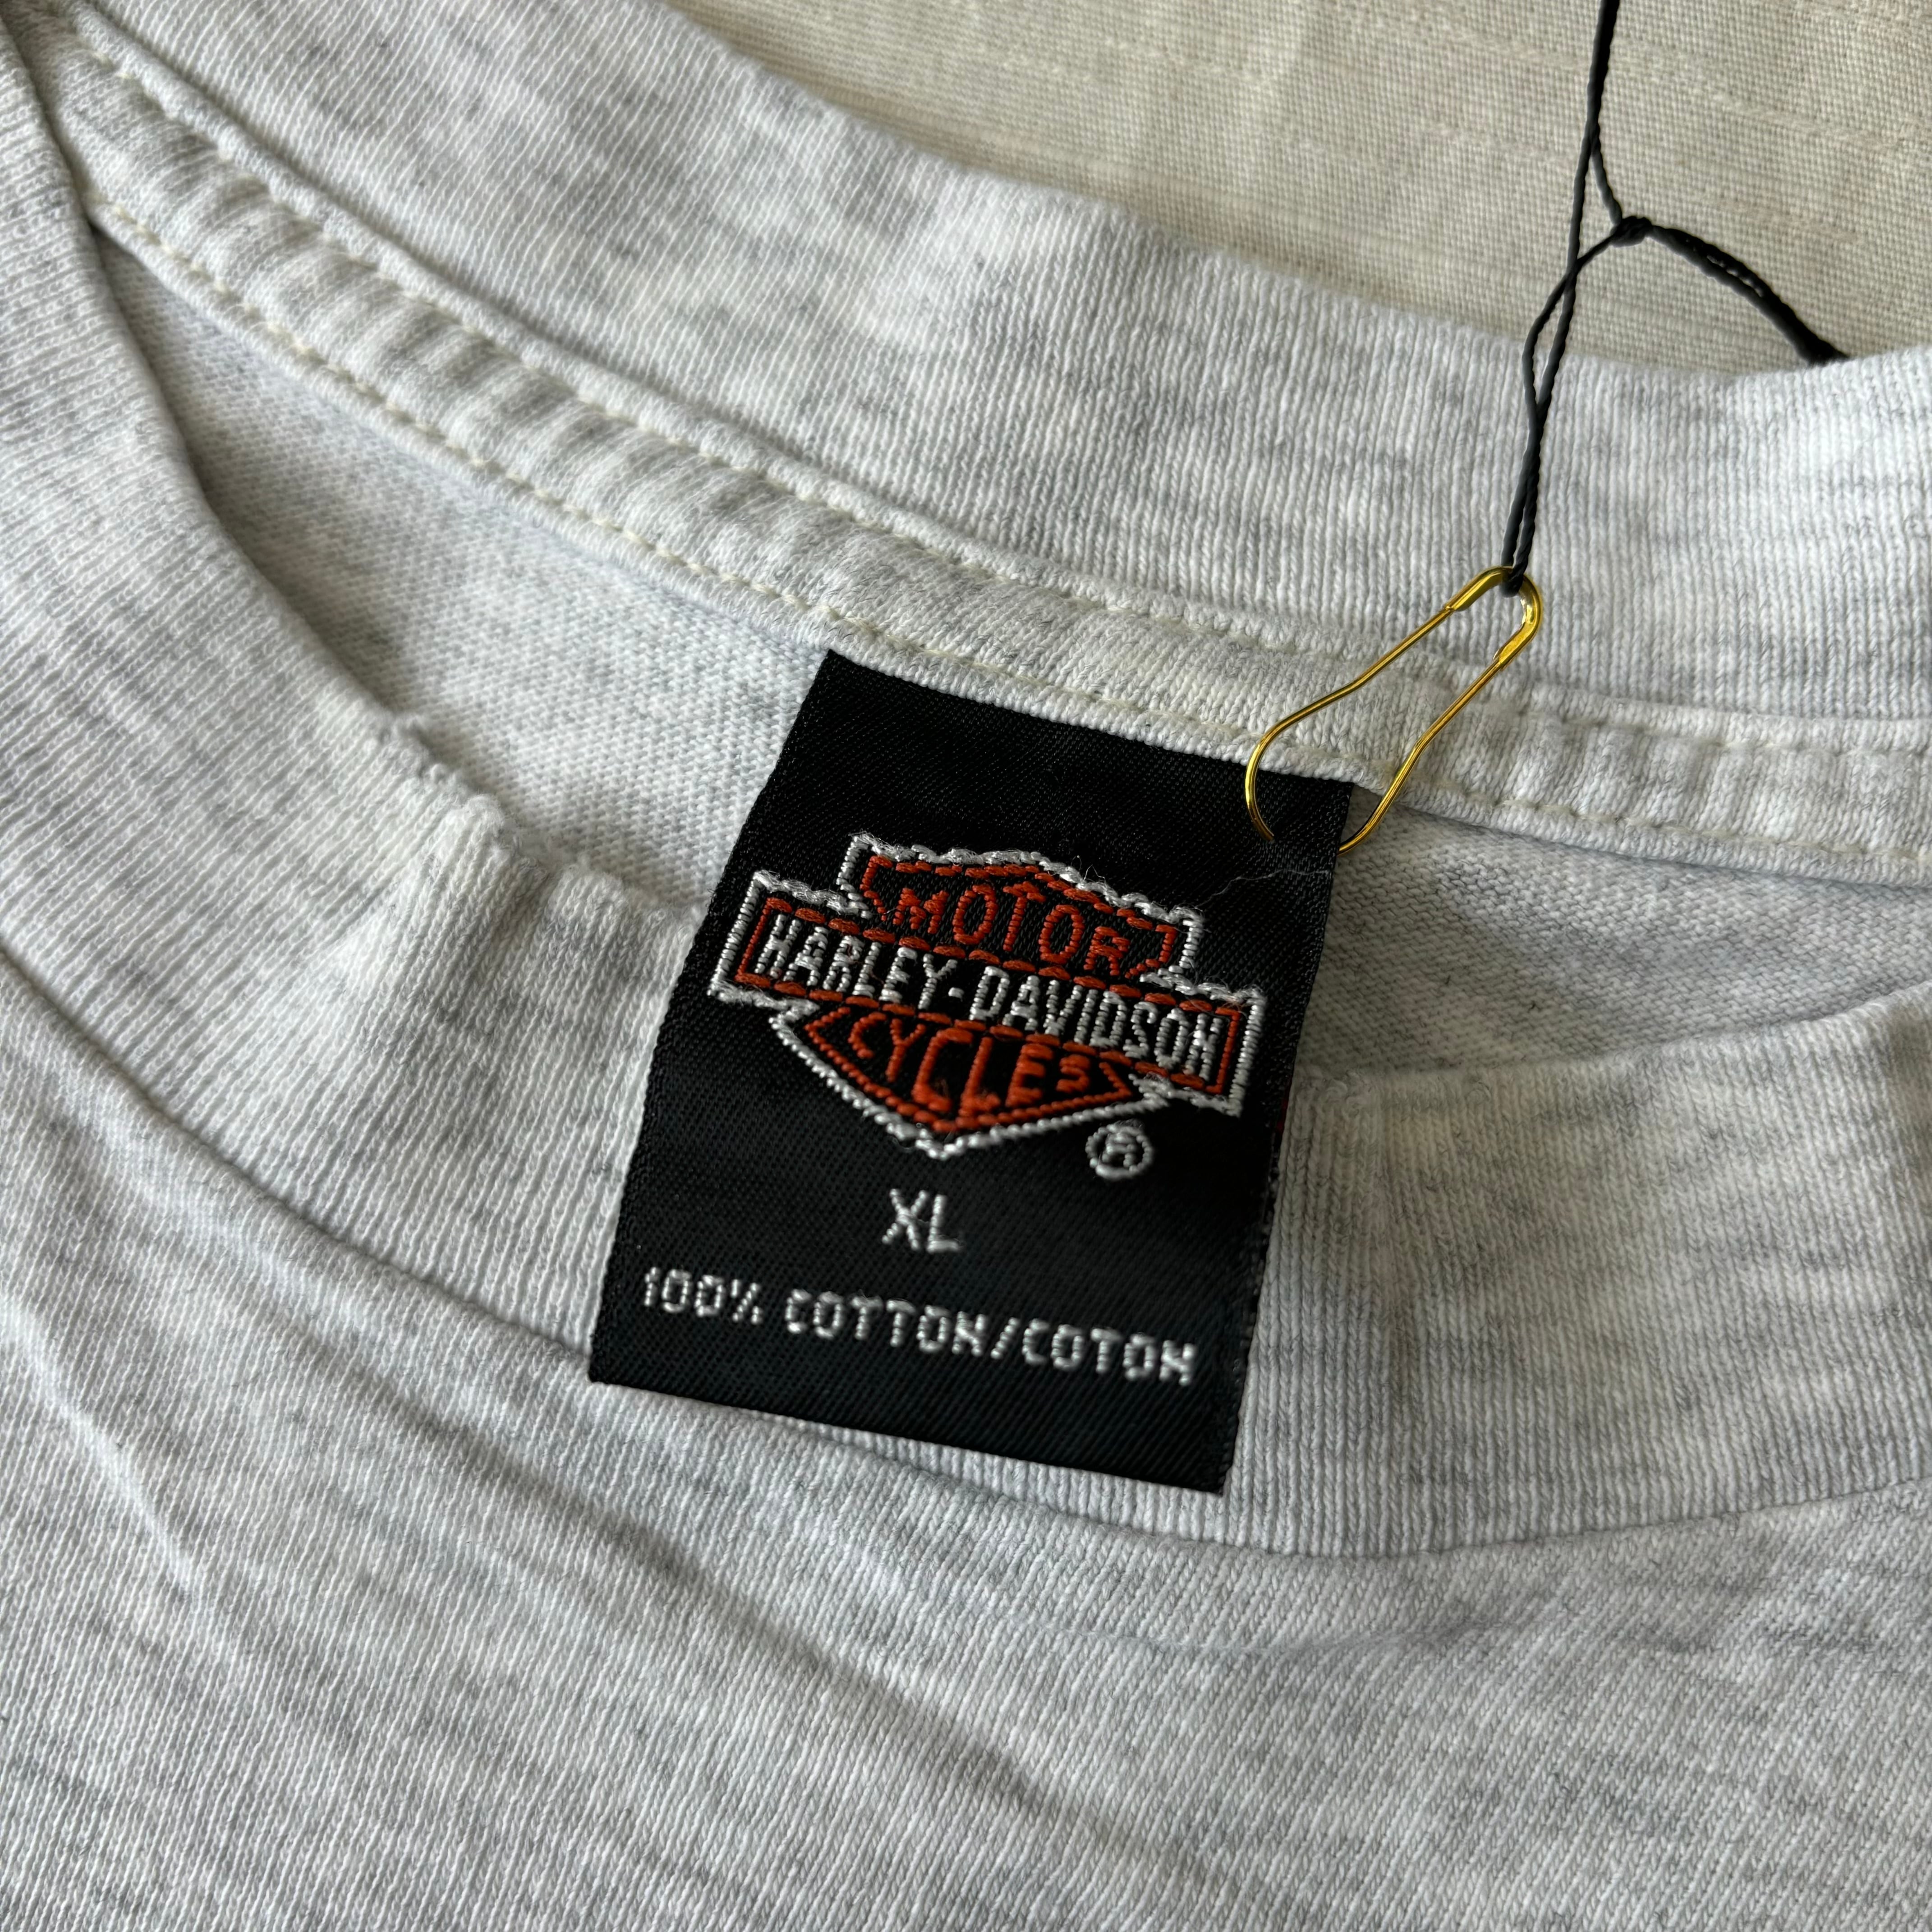 MOTOR
HARLEY-DAVIDSON
CYCLES
®
XL
100% COTTON/COTON